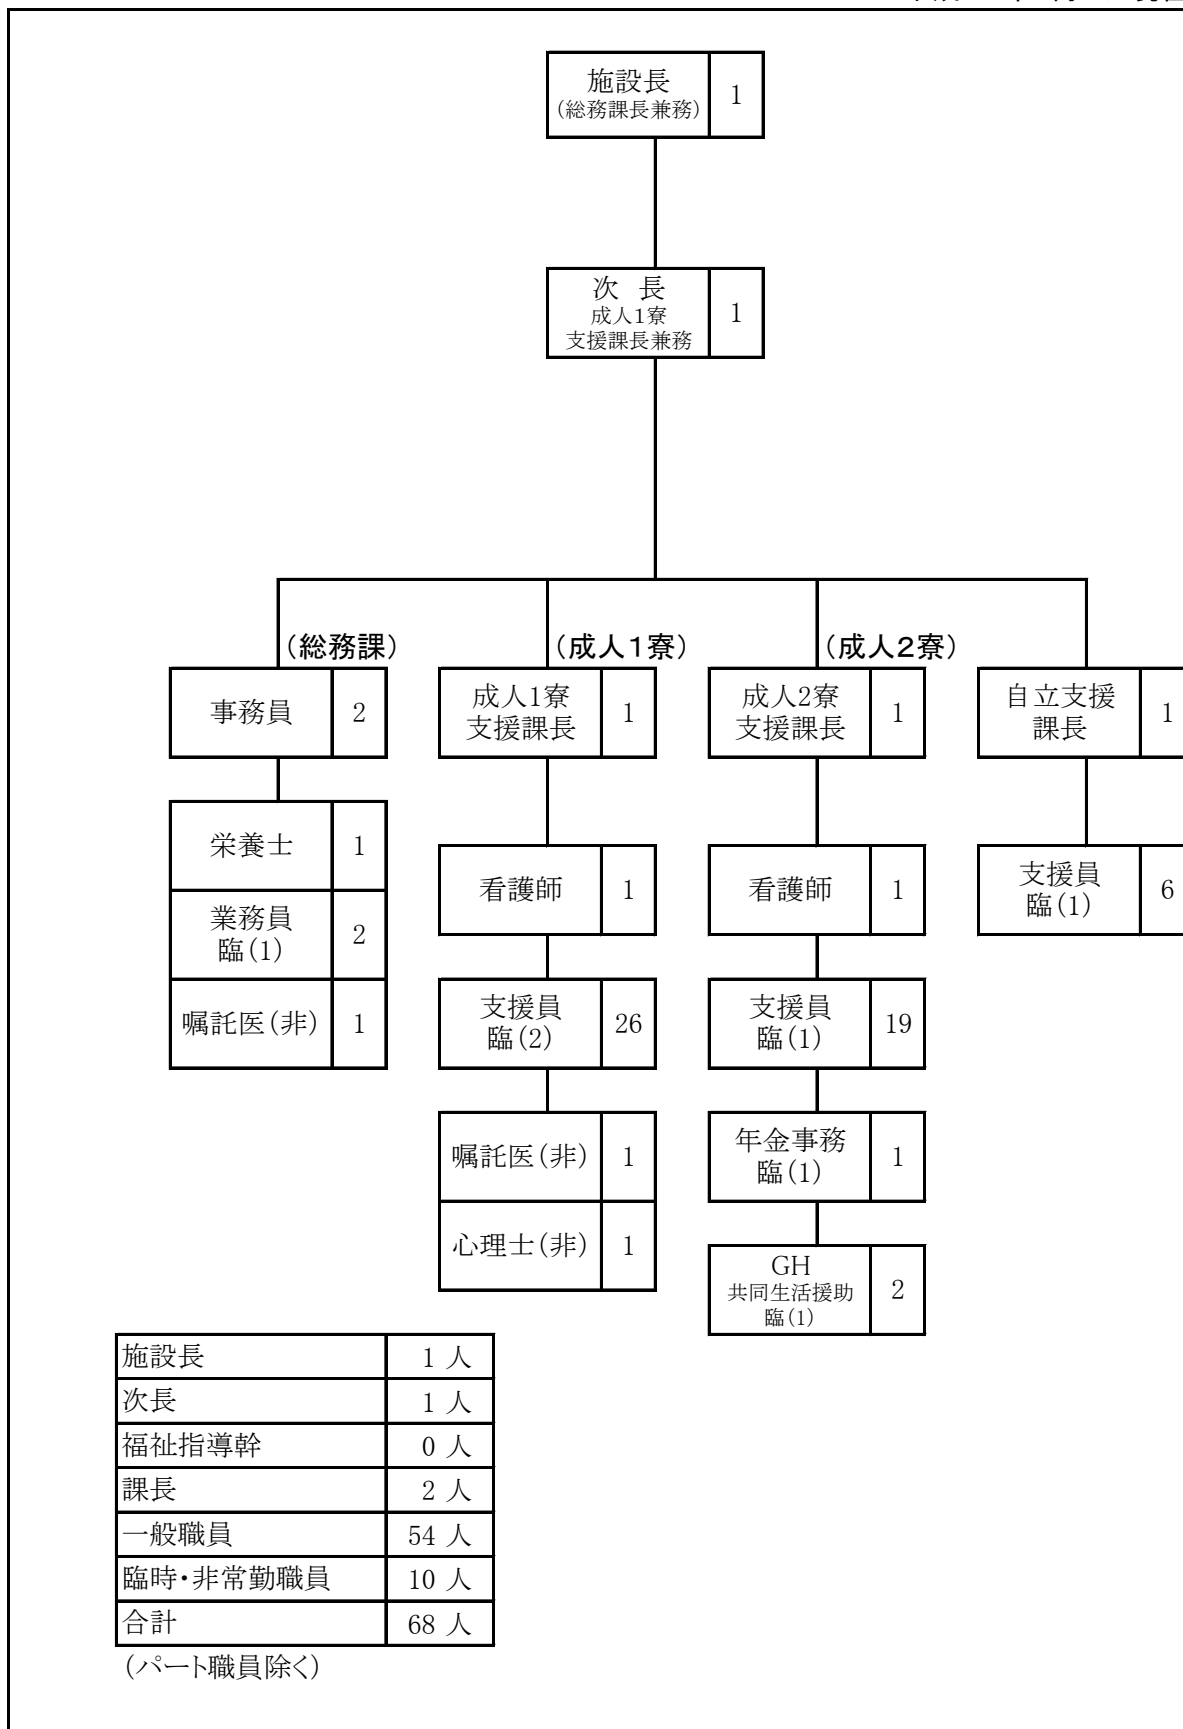 施設長
(総務課長兼務)
1
次 長
成人1寮
支援課長兼務
1
(総務課)
(成人1寮)
(成人2寮)
事務員
2
成人1寮
支援課長
1
成人2寮
支援課長
1
自立支援
課長
1
栄養士
1
業務員
臨(1)
2
嘱託医(非)
1
看護師
1
看護師
1
支援員
臨(1)
6
支援員
臨(2)
26
支援員
臨(1)
19
嘱託医(非)
1
心理士(非)
1
年金事務
臨(1)
1
GH
共同生活援助
臨(1)
2
施設長 1 人
次長 1 人
福祉指導幹 0 人
課長 2 人
一般職員 54 人
臨時・非常勤職員 10 人
合計 68 人
(パート職員除く)